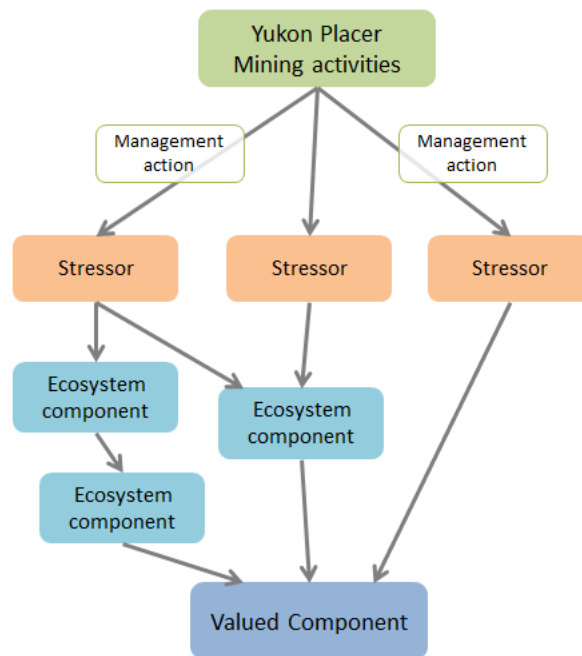 Yukon Placer
Mining activities
Management
action
Management
action
Stressor
Stressor
Stressor
Ecosystem
component
Ecosystem
component
Ecosystem
component
Valued Component